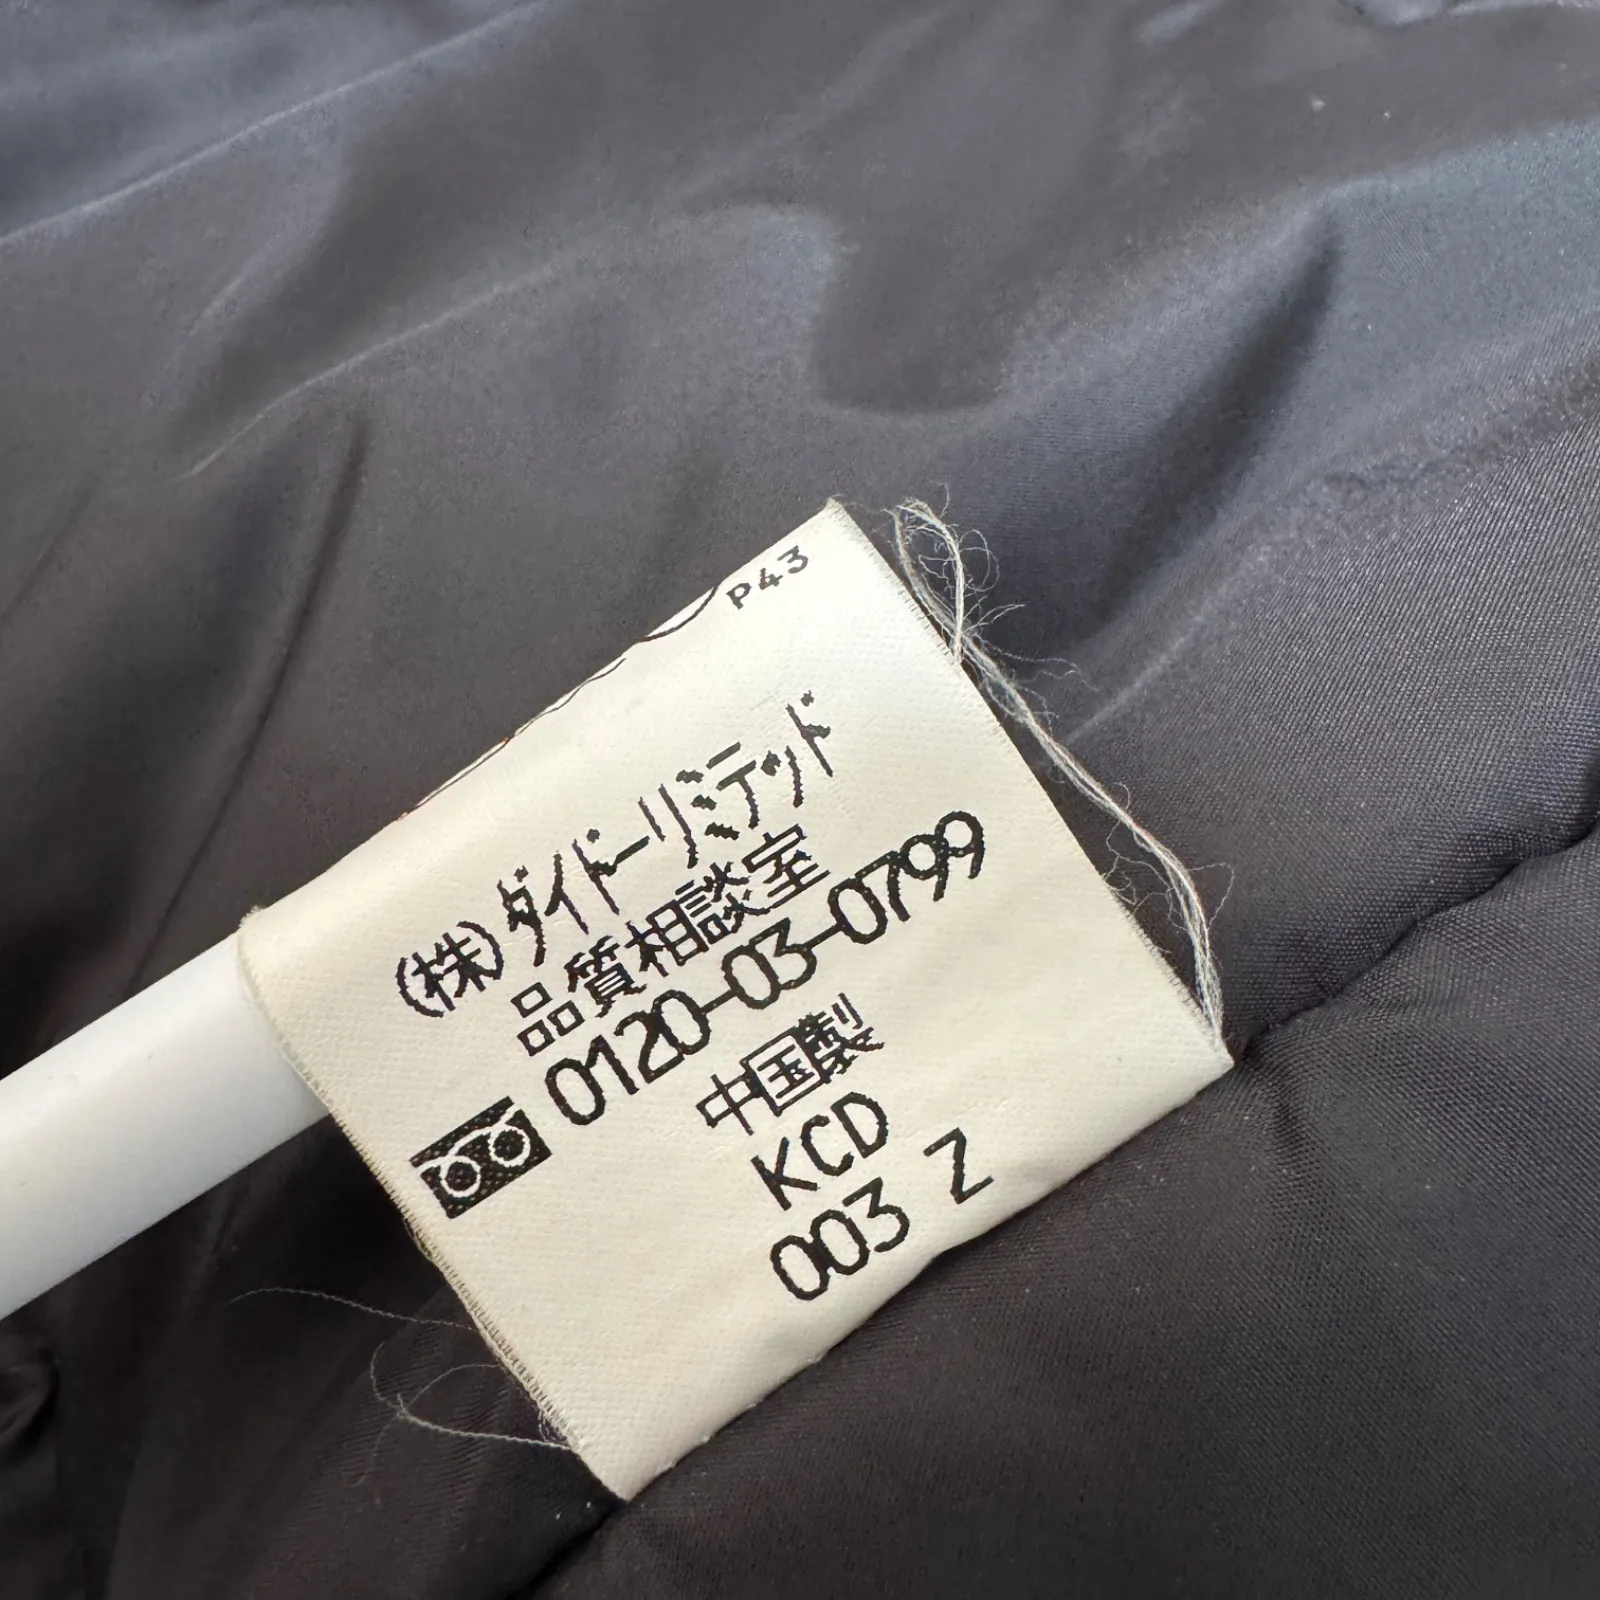 P43
(株)ダイドーリミテッド
品質相談室
0120-03-0799
中国製
KCD
003 Z